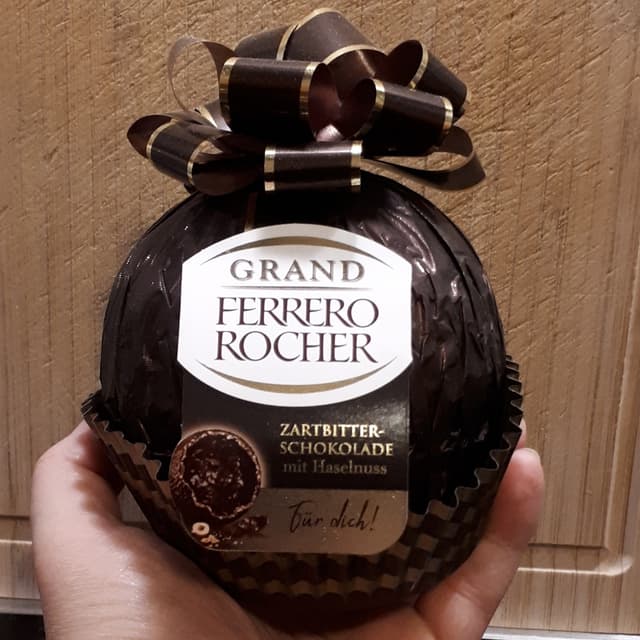 GRAND
FERRERO
ROCHER
ZARTBITTER-
SCHOKOLADE
mit Haselnuss
Für dich!